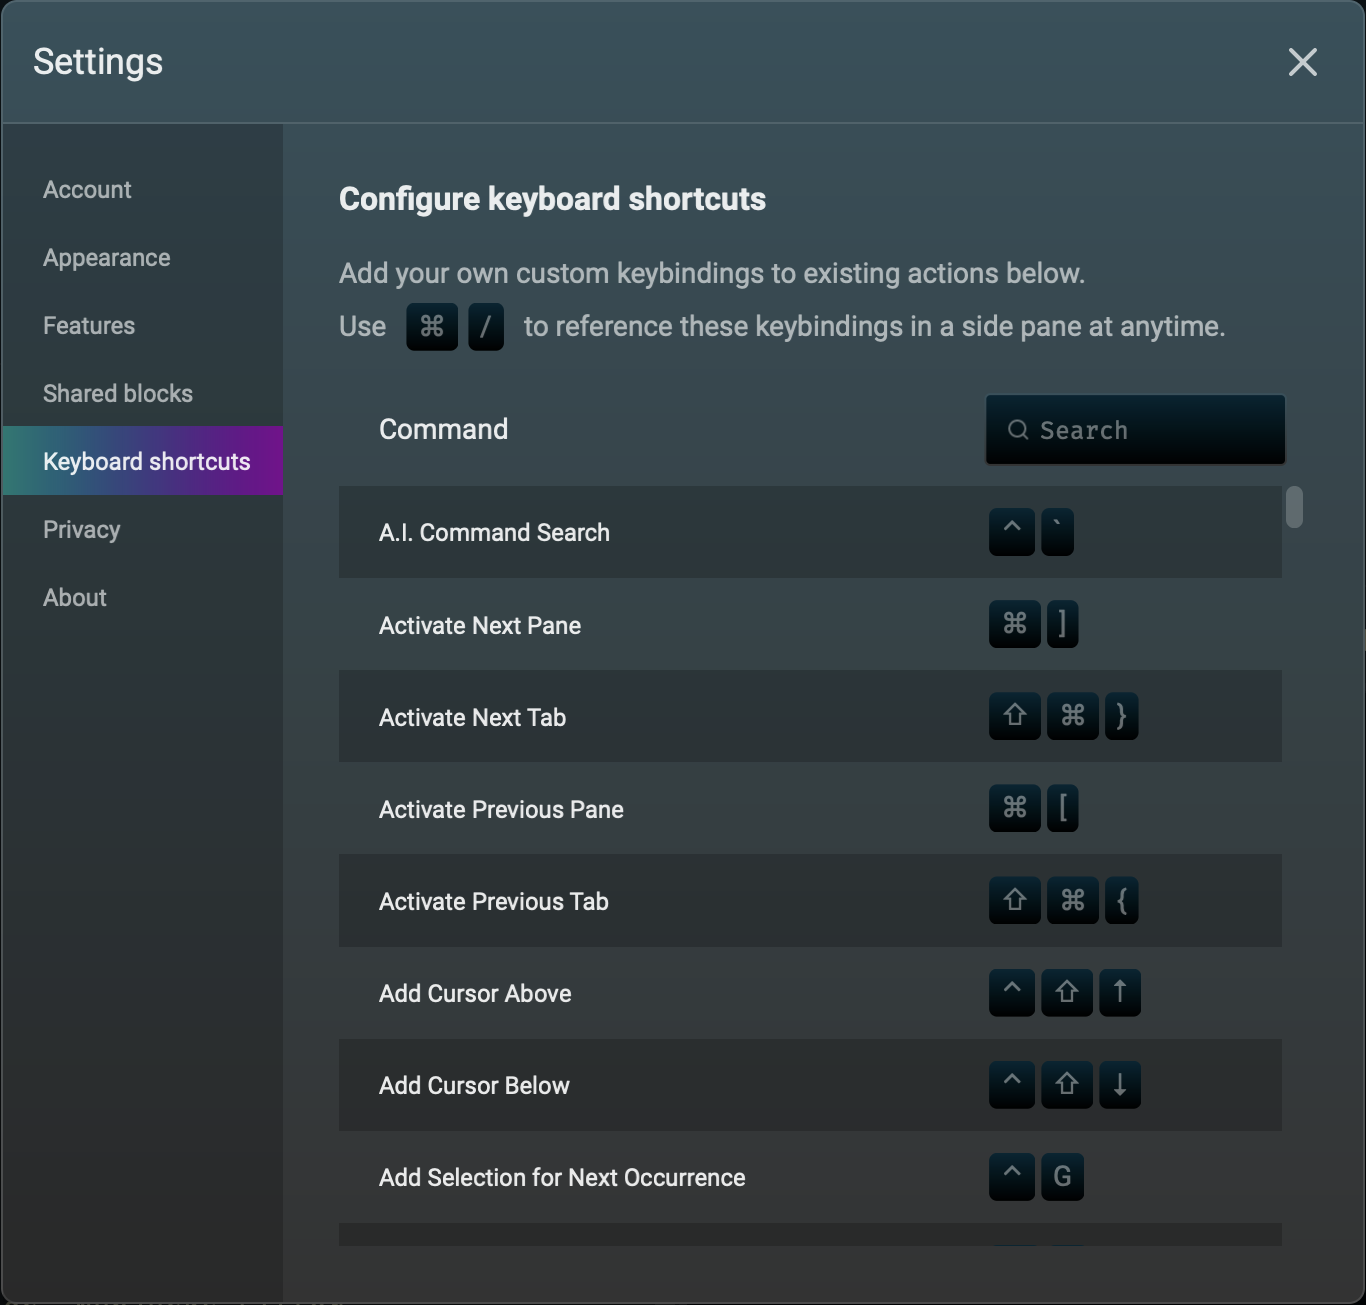 Settings
Account
Appearance
Features
Shared blocks
Keyboard shortcuts
Privacy
About
Configure keyboard shortcuts
Add your own custom keybindings to existing actions below.
Use ⌘ / to reference these keybindings in a side pane at anytime.
Command
Search
A.I. Command Search ^ `
Activate Next Pane ⌘ ]
Activate Next Tab ⇧ ⌘ }
Activate Previous Pane ⌘ [
Activate Previous Tab ⇧ ⌘ {
Add Cursor Above ^ ⇧ ↑
Add Cursor Below ^ ⇧ ↓
Add Selection for Next Occurrence ^ G